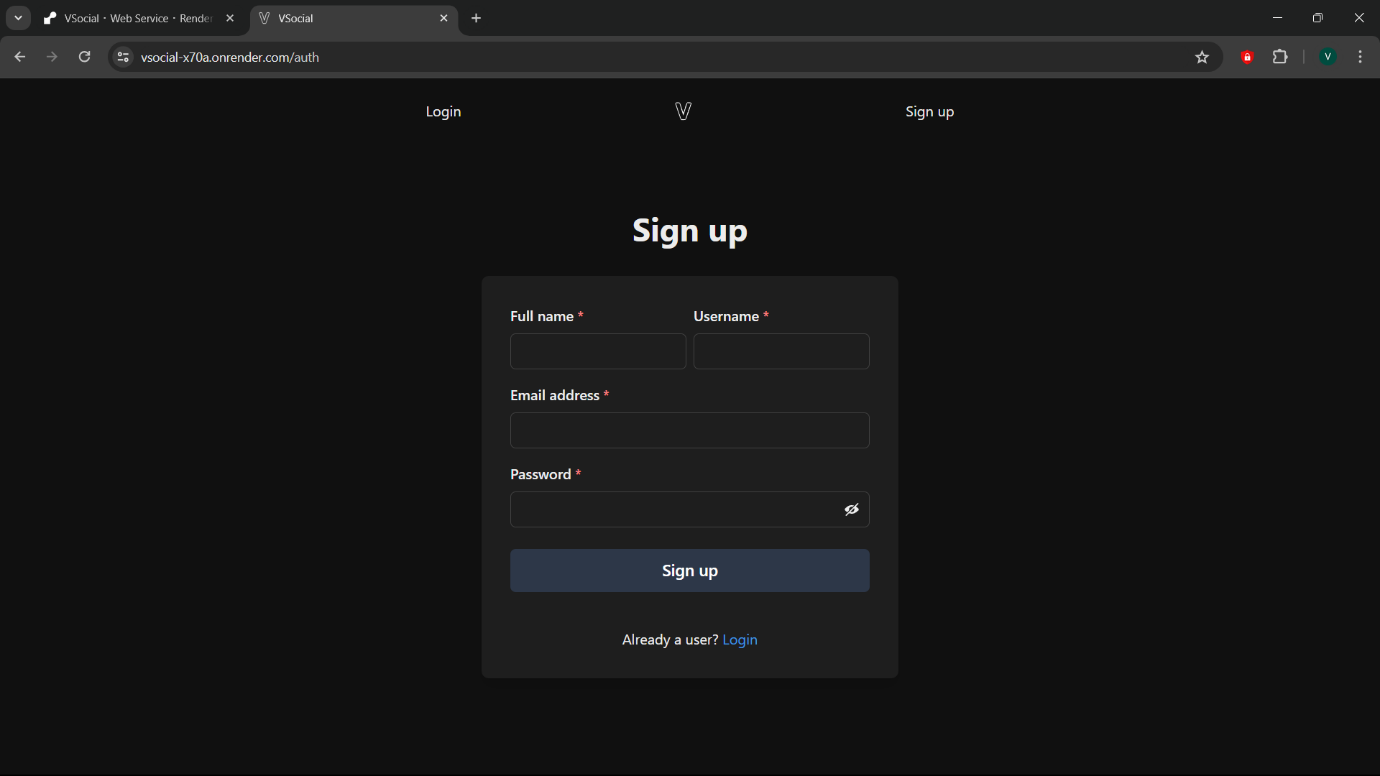 VSocial · Web Service · Render
VSocial
vsocial-x70a.onrender.com/auth
V
Login
Sign up
Sign up
Full name *
Username *
Email address *
Password *
Sign up
Already a user? Login